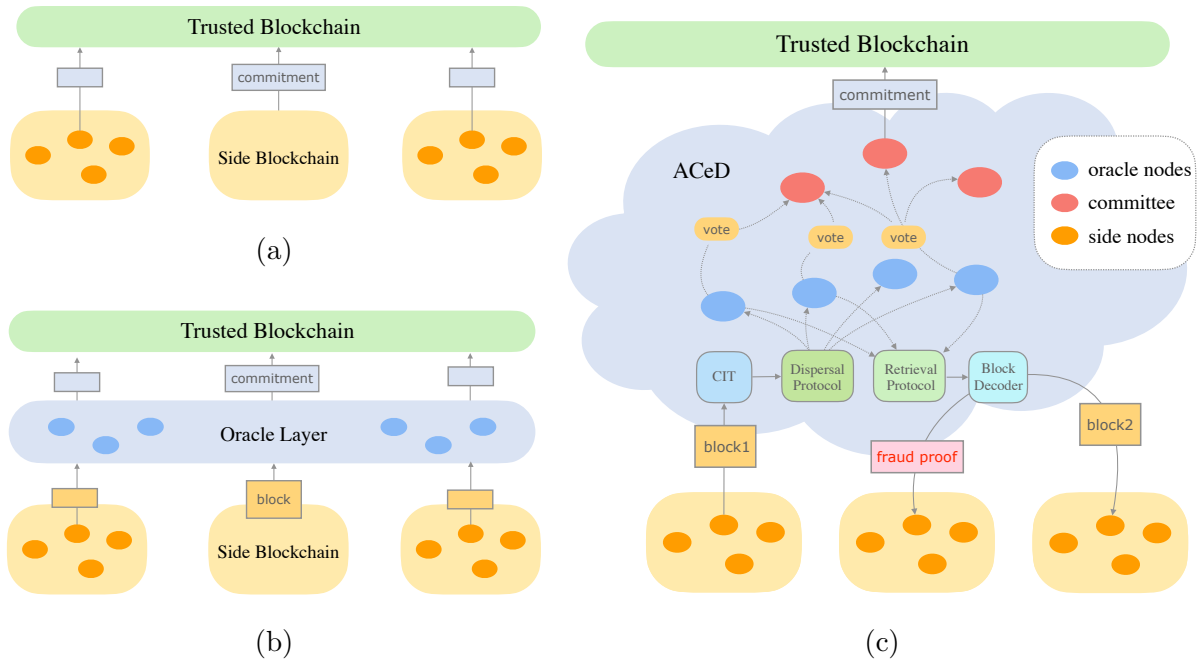 Trusted Blockchain
commitment
Side Blockchain
(a)
Trusted Blockchain
commitment
Oracle Layer
block
Side Blockchain
(b)
Trusted Blockchain
commitment
ACeD
oracle nodes
committee
side nodes
vote
vote
vote
CIT
Dispersal
Protocol
Retrieval
Protocol
Block
Decoder
block1
fraud proof
block2
(c)